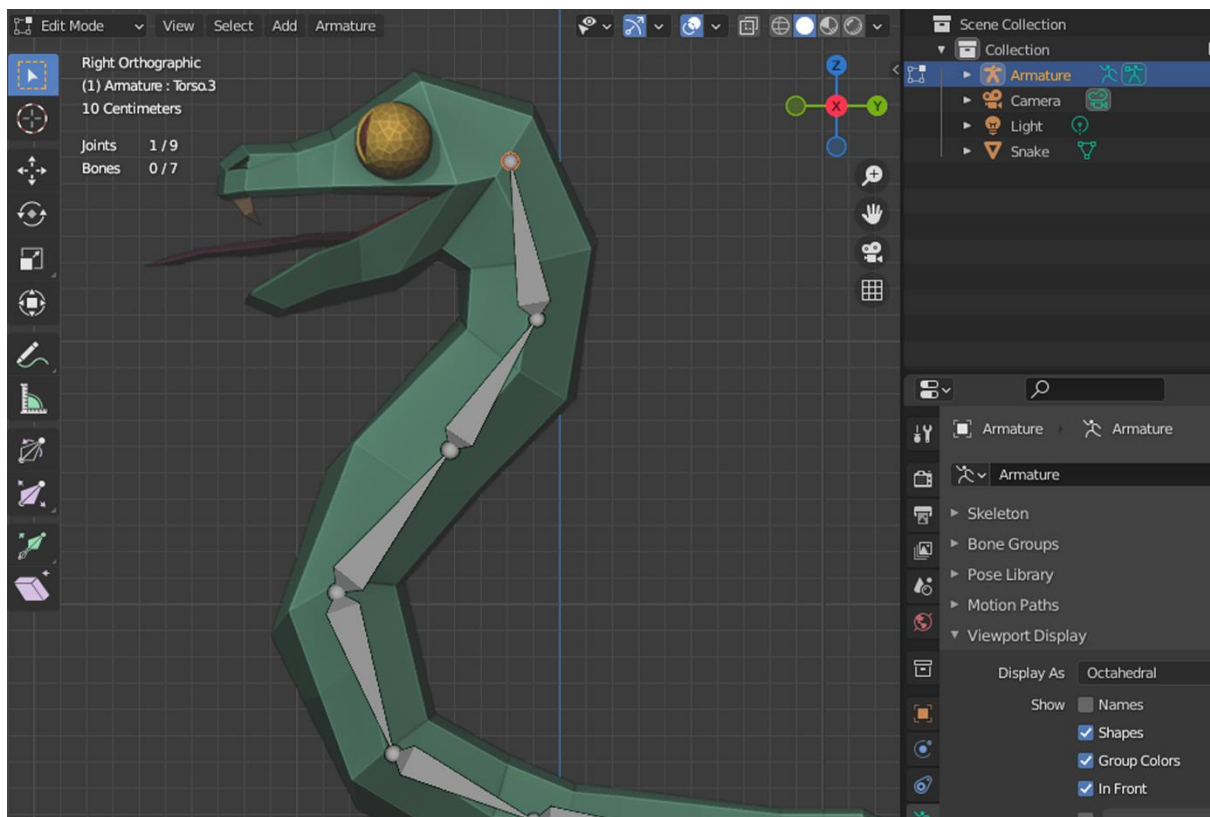 Edit Mode View Select Add Armature
Right Orthographic
(1) Armature : Torso.3
10 Centimeters
Joints 1/9
Bones 0/7
Z
X
Y
Scene Collection
Collection
Armature
Camera
Light
Snake
Armature Armature
Armature
Skeleton
Bone Groups
Pose Library
Motion Paths
Viewport Display
Display As Octahedral
Show Names
Shapes
Group Colors
In Front